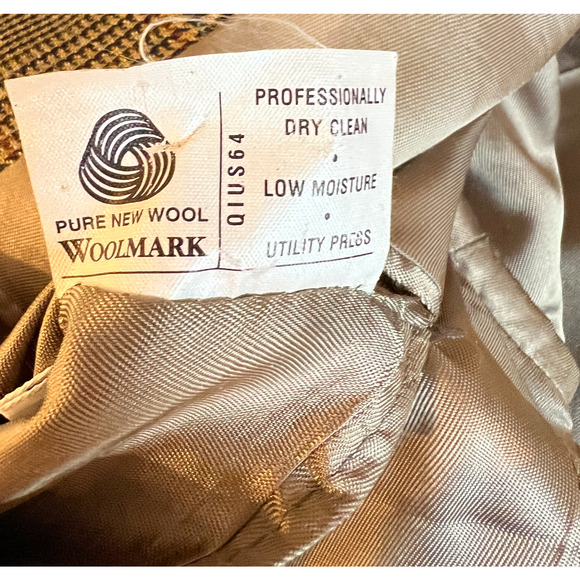 PURE NEW WOOL
WOOLMARK
QIUS64
PROFESSIONALLY
DRY CLEAN
•
LOW MOISTURE
•
UTILITY PRESS